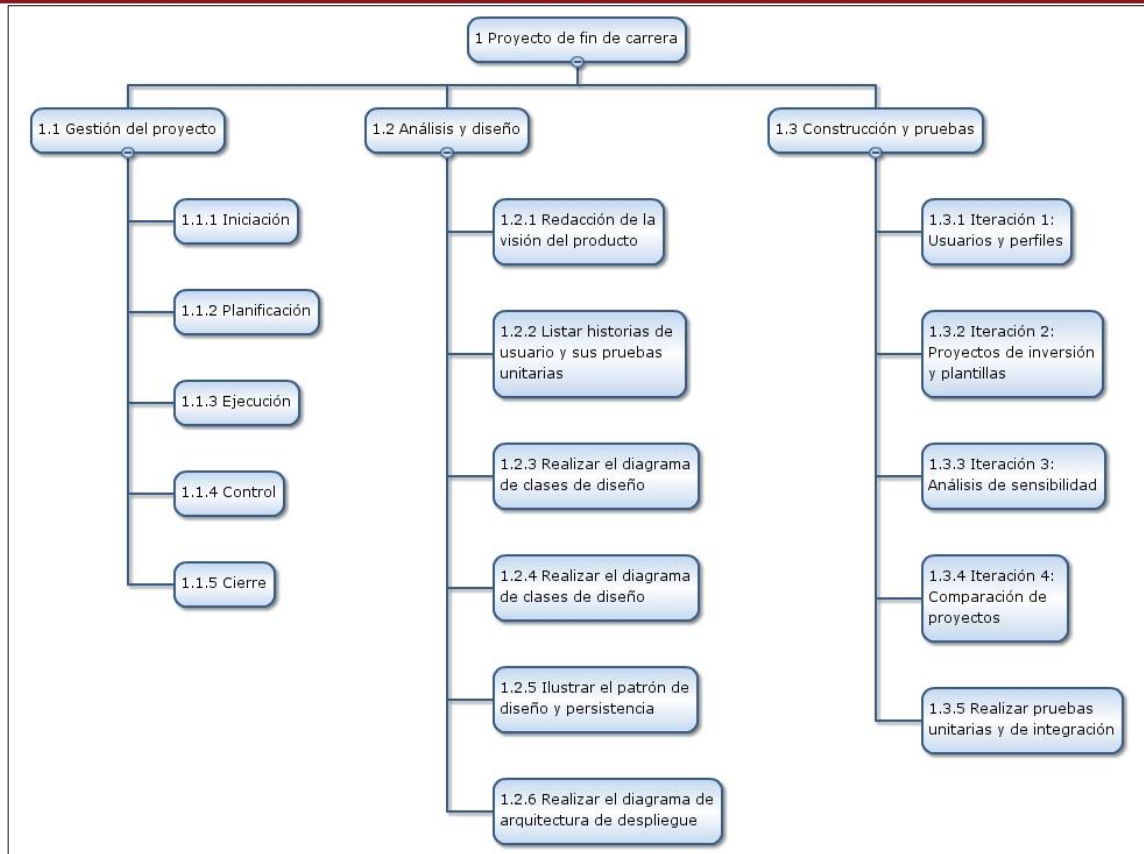 1 Proyecto de fin de carrera
1.1 Gestión del proyecto
1.1.1 Iniciación
1.1.2 Planificación
1.1.3 Ejecución
1.1.4 Control
1.1.5 Cierre
1.2 Análisis y diseño
1.2.1 Redacción de la
visión del producto
1.2.2 Listar historias de
usuario y sus pruebas
unitarias
1.2.3 Realizar el diagrama
de clases de diseño
1.2.4 Realizar el diagrama
de clases de diseño
1.2.5 Ilustrar el patrón de
diseño y persistencia
1.2.6 Realizar el diagrama de
arquitectura de despliegue
1.3 Construcción y pruebas
1.3.1 Iteración 1:
Usuarios y perfiles
1.3.2 Iteración 2:
Proyectos de inversión
y plantillas
1.3.3 Iteración 3:
Análisis de sensibilidad
1.3.4 Iteración 4:
Comparación de
proyectos
1.3.5 Realizar pruebas
unitarias y de integración